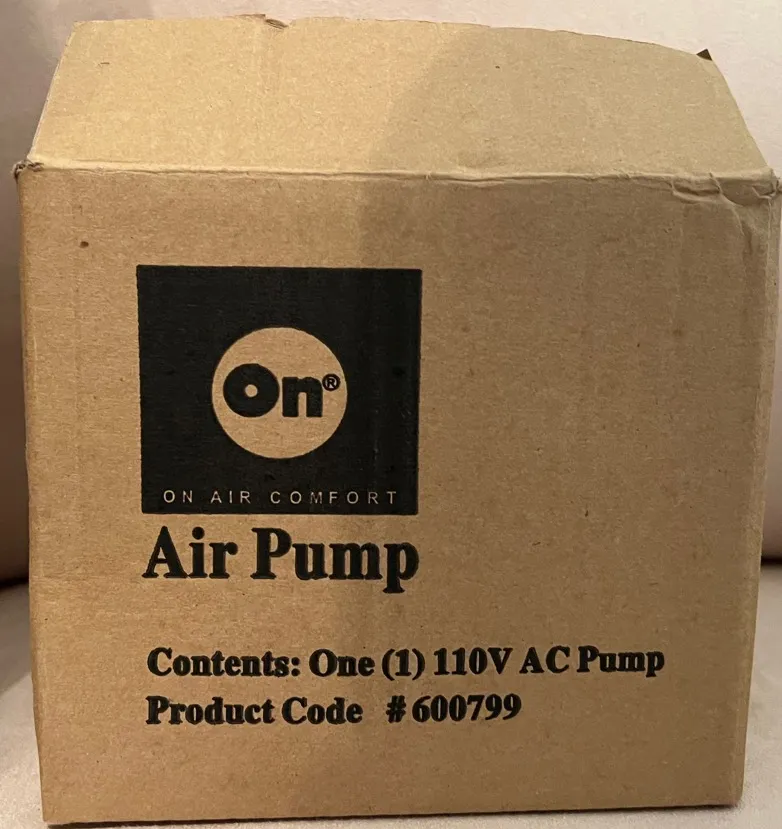 On®
ON AIR COMFORT
Air Pump
Contents: One (1) 110V AC Pump
Product Code # 600799